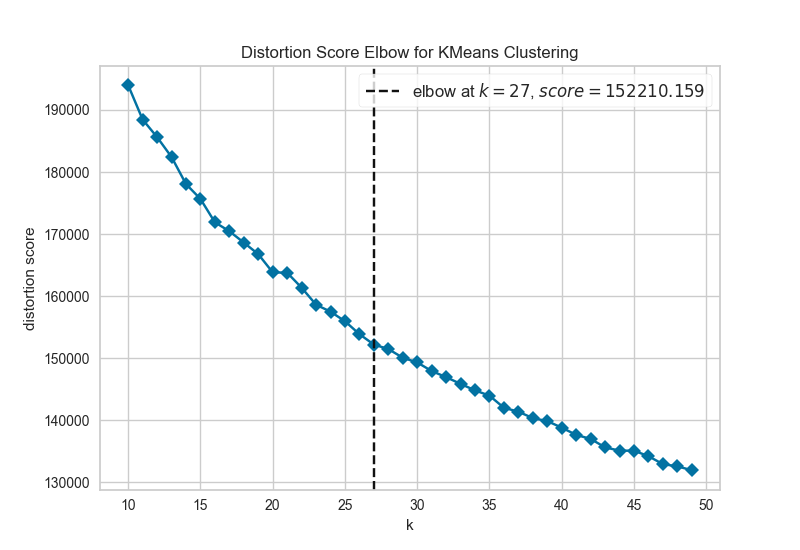 Distortion Score Elbow for KMeans Clustering
elbow at k = 27, score = 152210.159
190000
180000
170000
160000
150000
140000
130000
distortion score
10 15 20 25 30 35 40 45 50
k